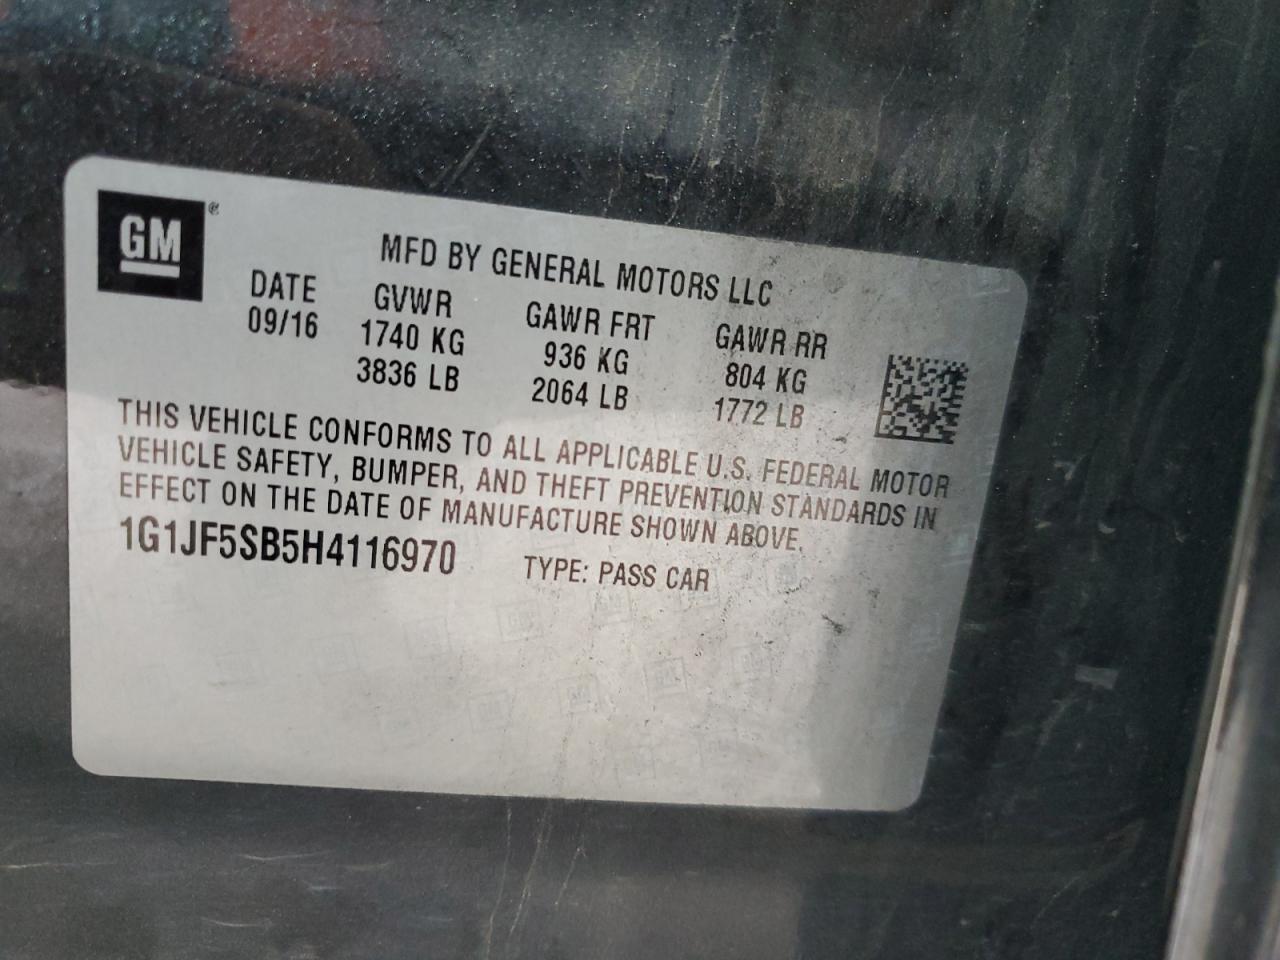 GM®
MFD BY GENERAL MOTORS LLC
DATE GVWR GAWR FRT GAWR RR
09/16 1740 KG 936 KG 804 KG
3836 LB 2064 LB 1772 LB
THIS VEHICLE CONFORMS TO ALL APPLICABLE U.S. FEDERAL MOTOR
VEHICLE SAFETY, BUMPER, AND THEFT PREVENTION STANDARDS IN
EFFECT ON THE DATE OF MANUFACTURE SHOWN ABOVE.
1G1JF5SB5H4116970 TYPE: PASS CAR